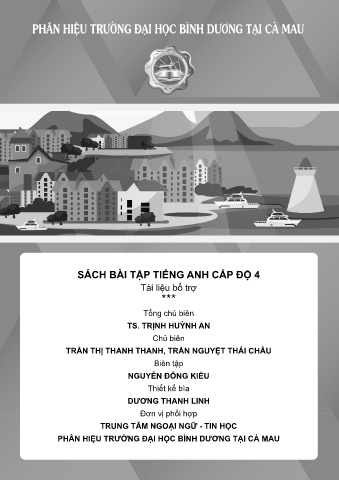 PHÂN HIỆU TRƯỜNG ĐẠI HỌC BÌNH DƯƠNG TẠI CÀ MAU
SÁCH BÀI TẬP TIẾNG ANH CẤP ĐỘ 4
Tài liệu bổ trợ
***
Tổng chủ biên
TS. TRỊNH HUỲNH AN
Chủ biên
TRẦN THỊ THANH THANH, TRẦN NGUYỆT THÁI CHÂU
Biên tập
NGUYỄN ĐÔNG KIỀU
Thiết kế bìa
DƯƠNG THANH LINH
Đơn vị phối hợp
TRUNG TÂM NGOẠI NGỮ - TIN HỌC
PHÂN HIỆU TRƯỜNG ĐẠI HỌC BÌNH DƯƠNG TẠI CÀ MAU